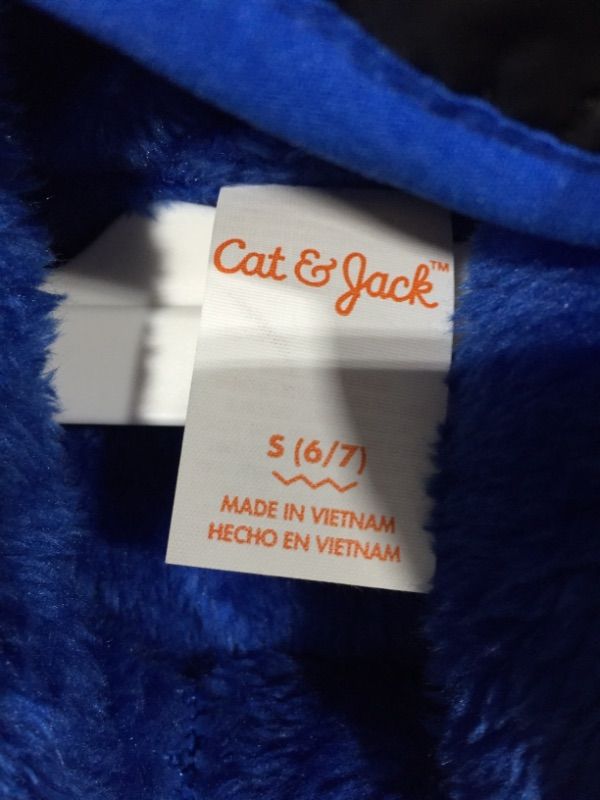 Cat & Jack™
S (6/7)
MADE IN VIETNAM
HECHO EN VIETNAM